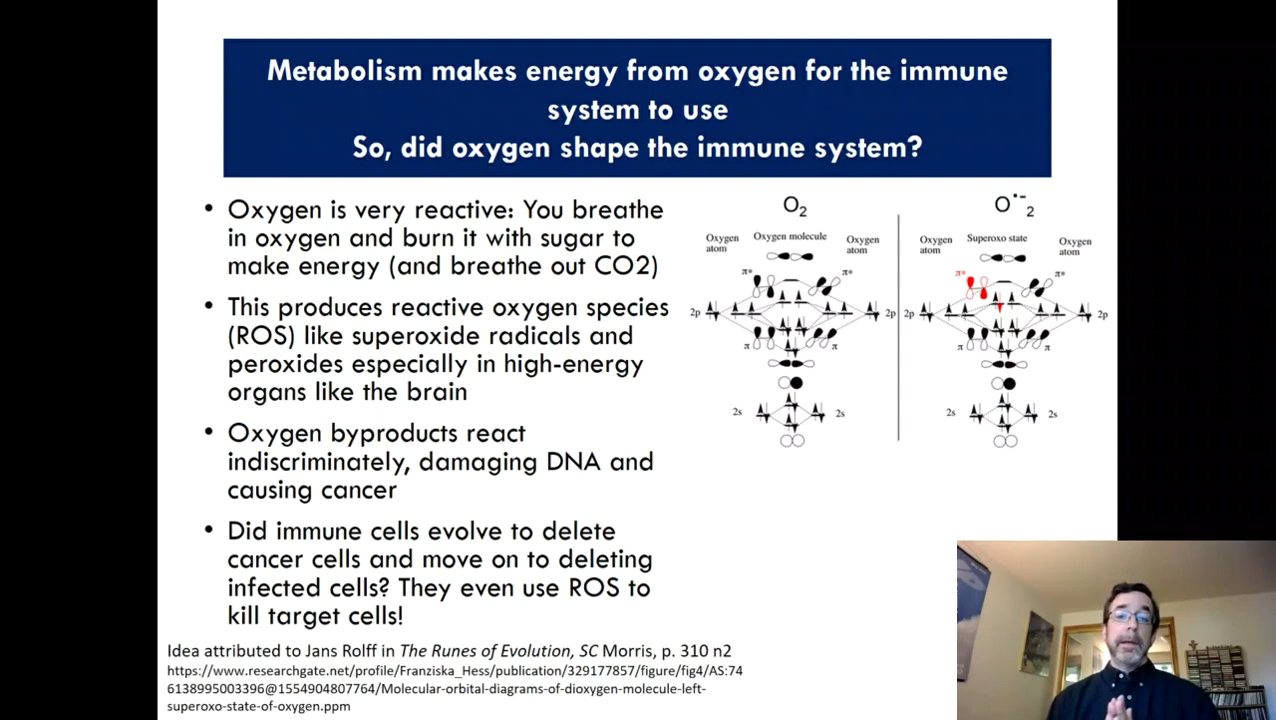 Metabolism makes energy from oxygen for the immune
system to use
So, did oxygen shape the immune system?
• Oxygen is very reactive: You breathe
in oxygen and burn it with sugar to
make energy (and breathe out CO2)
• This produces reactive oxygen species
(ROS) like superoxide radicals and
peroxides especially in high-energy
organs like the brain
• Oxygen byproducts react
indiscriminately, damaging DNA and
causing cancer
• Did immune cells evolve to delete
cancer cells and move on to deleting
infected cells? They even use ROS to
kill target cells!
O₂
Oxygen atom
Oxygen molecule
Oxygen atom
π*
π*
2p
2p
π
π
2s
2s
O•−₂
Oxygen atom
Superoxo state
Oxygen atom
π*
π*
2p
2p
π
π
2s
2s
Idea attributed to Jans Rolff in The Runes of Evolution, SC Morris, p. 310 n2
https://www.researchgate.net/profile/Franziska_Hess/publication/329177857/figure/fig4/AS:74
6138995003396@1554904807764/Molecular-orbital-diagrams-of-dioxygen-molecule-left-
superoxo-state-of-oxygen.ppm